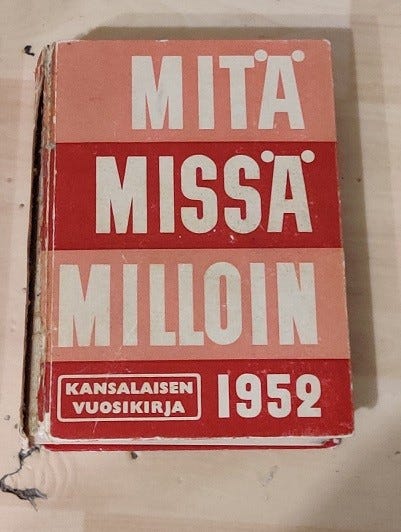 MITÄ
MISSÄ
MILLOIN
KANSALAISEN
VUOSIKIRJA
1952